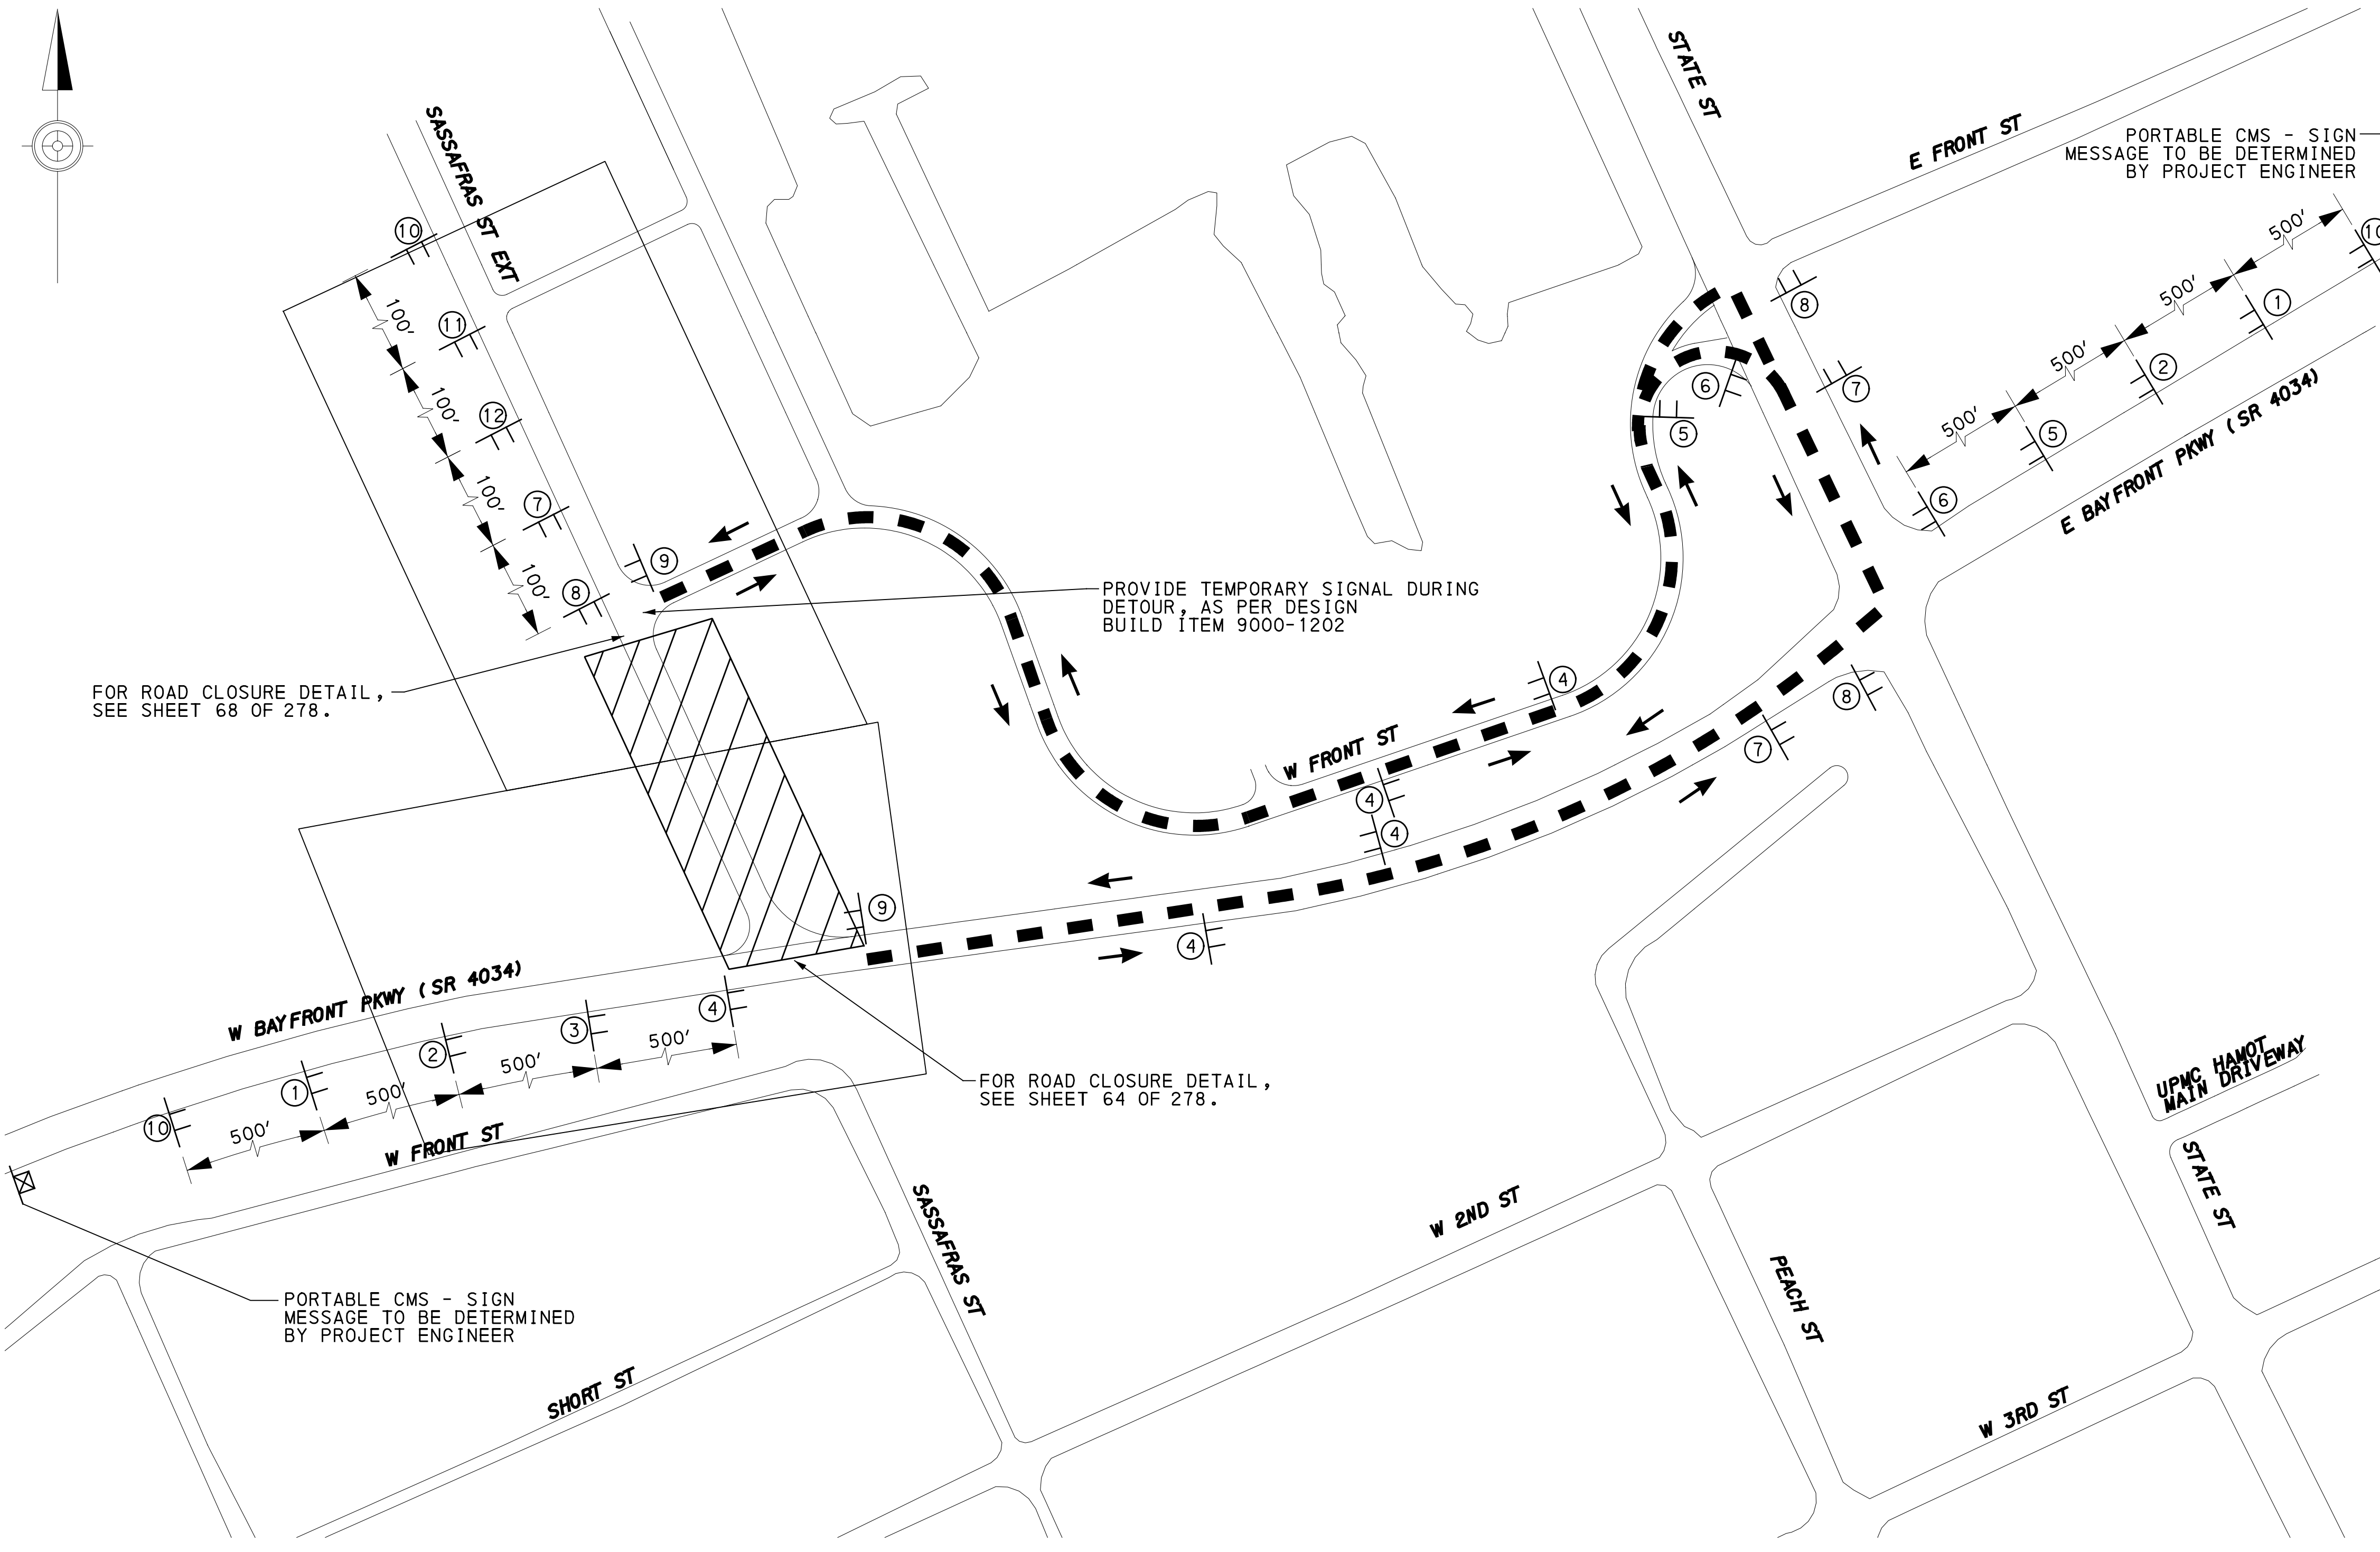 STATE ST
SASSAFRAS ST EXT
E FRONT ST
PORTABLE CMS - SIGN
MESSAGE TO BE DETERMINED
BY PROJECT ENGINEER
500'
10
500'
1
500'
2
500'
5
6
E BAYFRONT PKWY (SR 4034)
10
100'
11
100'
12
100'
7
100'
8
9
8
7
6
5
PROVIDE TEMPORARY SIGNAL DURING
DETOUR, AS PER DESIGN
BUILD ITEM 9000-1202
FOR ROAD CLOSURE DETAIL,
SEE SHEET 68 OF 278.
4
8
7
W FRONT ST
4
4
9
4
W BAYFRONT PKWY (SR 4034)
4
3
2
1
10
500'
500'
500'
500'
W FRONT ST
FOR ROAD CLOSURE DETAIL,
SEE SHEET 64 OF 278.
UPMC HAMOT
MAIN DRIVEWAY
STATE ST
SASSAFRAS ST
W 2ND ST
PEACH ST
PORTABLE CMS - SIGN
MESSAGE TO BE DETERMINED
BY PROJECT ENGINEER
SHORT ST
W 3RD ST